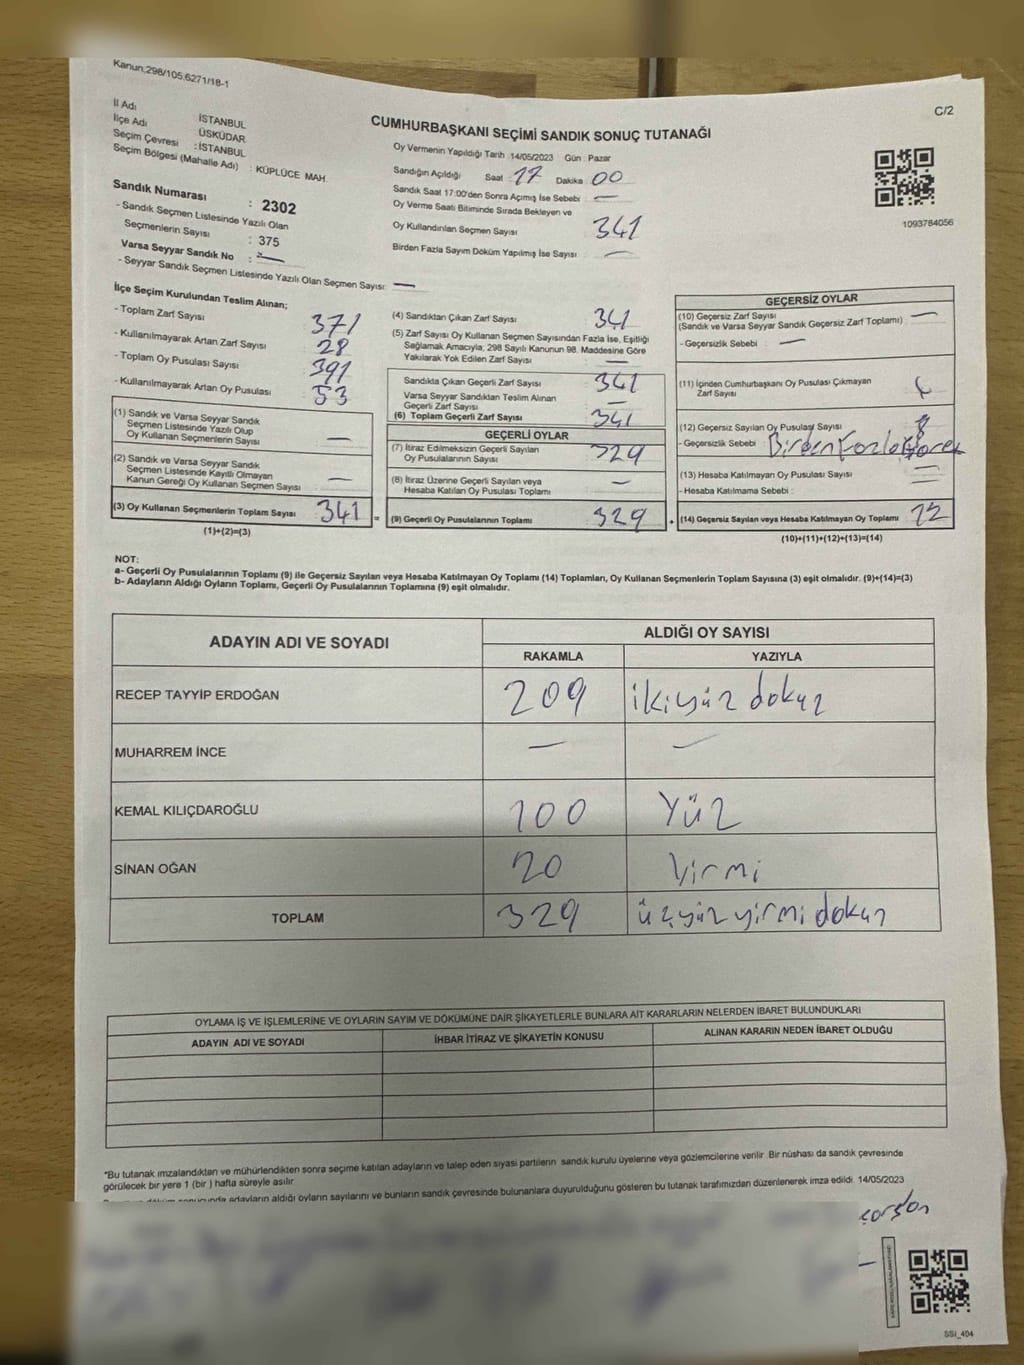 Kanun:298/105,6271/18-1
C/2
İl Adı İSTANBUL
İlçe Adı ÜSKÜDAR
Seçim Çevresi : İSTANBUL
Seçim Bölgesi (Mahalle Adı) : KÜPLÜCE MAH.
Sandık Numarası : 2302
- Sandık Seçmen Listesinde Yazılı Olan
Seçmenlerin Sayısı : 375
Varsa Seyyar Sandık No : —
- Seyyar Sandık Seçmen Listesinde Yazılı Olan Seçmen Sayısı: —
CUMHURBAŞKANI SEÇİMİ SANDIK SONUÇ TUTANAĞI
Oy Vermenin Yapıldığı Tarih 14/05/2023 Gün : Pazar
Sandığın Açıldığı Saat : 17 Dakika 00
Sandık Saat 17:00'den Sonra Açımış İse Sebebi : —
Oy Verme Saati Bitiminde Sırada Bekleyen ve
Oy Kullandırılan Seçmen Sayısı 341
Birden Fazla Sayım Döküm Yapılmış İse Sayısı : —
1093784056
İlçe Seçim Kurulundan Teslim Alınan;
- Toplam Zarf Sayısı 371
- Kullanılmayarak Artan Zarf Sayısı 28
- Toplam Oy Pusulası Sayısı 391
- Kullanılmayarak Artan Oy Pusulası 53
(1) Sandık ve Varsa Seyyar Sandık
Seçmen Listesinde Yazılı Olup
Oy Kullanan Seçmenlerin Sayısı —
(2) Sandık ve Varsa Seyyar Sandık
Seçmen Listesinde Kayıtlı Olmayan
Kanun Gereği Oy Kullanan Seçmen Sayısı —
(3) Oy Kullanan Seçmenlerin Toplam Sayısı 341 =
(1)+(2)=(3)
(4) Sandıktan Çıkan Zarf Sayısı 341
(5) Zarf Sayısı Oy Kullanan Seçmen Sayısından Fazla İse, Eşitliği
Sağlamak Amacıyla, 298 Sayılı Kanunun 98. Maddesine Göre
Yakılarak Yok Edilen Zarf Sayısı —
Sandıkta Çıkan Geçerli Zarf Sayısı 341
Varsa Seyyar Sandıktan Teslim Alınan
Geçerli Zarf Sayısı —
(6) Toplam Geçerli Zarf Sayısı 341
GEÇERLİ OYLAR
(7) İtiraz Edilmeksizin Geçerli Sayılan
Oy Pusulalarının Sayısı 329
(8) İtiraz Üzerine Geçerli Sayılan veya
Hesaba Katılan Oy Pusulası Toplamı —
(9) Geçerli Oy Pusulalarının Toplamı 329 +
GEÇERSİZ OYLAR
(10) Geçersiz Zarf Sayısı —
(Sandık ve Varsa Seyyar Sandık Geçersiz Zarf Toplamı) :
- Geçersizlik Sebebi : —
(11) İçinden Cumhurbaşkanı Oy Pusulası Çıkmayan
Zarf Sayısı
(12) Geçersiz Sayılan Oy Pusulası Sayısı 8
- Geçersizlik Sebebi : Birden Fazla
(13) Hesaba Katılmayan Oy Pusulası Sayısı —
- Hesaba Katılmama Sebebi : —
(14) Geçersiz Sayılan veya Hesaba Katılmayan Oy Toplamı 12
(10)+(11)+(12)+(13)=(14)
NOT:
a- Geçerli Oy Pusulalarının Toplamı (9) ile Geçersiz Sayılan veya Hesaba Katılmayan Oy Toplamı (14) Toplamları, Oy Kullanan Seçmenlerin Toplam Sayısına (3) eşit olmalıdır. (9)+(14)=(3)
b- Adayların Aldığı Oyların Toplamı, Geçerli Oy Pusulalarının Toplamına (9) eşit olmalıdır.
ADAYIN ADI VE SOYADI ALDIĞI OY SAYISI
RAKAMLA YAZIYLA
RECEP TAYYİP ERDOĞAN 209 ikiyüz dokuz
MUHARREM İNCE — —
KEMAL KILIÇDAROĞLU 100 Yüz
SİNAN OĞAN 20 Yirmi
TOPLAM 329 üçyüz yirmi dokuz
OYLAMA İŞ VE İŞLEMLERİNE VE OYLARIN SAYIM VE DÖKÜMÜNE DAİR ŞİKAYETLERLE BUNLARA AİT KARARLARIN NELERDEN İBARET BULUNDUKLARI
ADAYIN ADI VE SOYADI İHBAR İTİRAZ VE ŞİKAYETİN KONUSU ALINAN KARARIN NEDEN İBARET OLDUĞU
*Bu tutanak imzalandıktan ve mühürlendikten sonra seçime katılan adayların ve talep eden siyasi partilerin sandık kurulu üyelerine veya gözlemcilerine verilir. Bir nüshası da sandık çevresinde
görülecek bir yere 1 (bir ) hafta süreyle asılır
adayların aldığı oyların sayılarını ve bunların sandık çevresinde bulunanlara duyurulduğunu gösteren bu tutanak tarafımızdan düzenlenerek imza edildi. 14/05/2023
SSİ_404